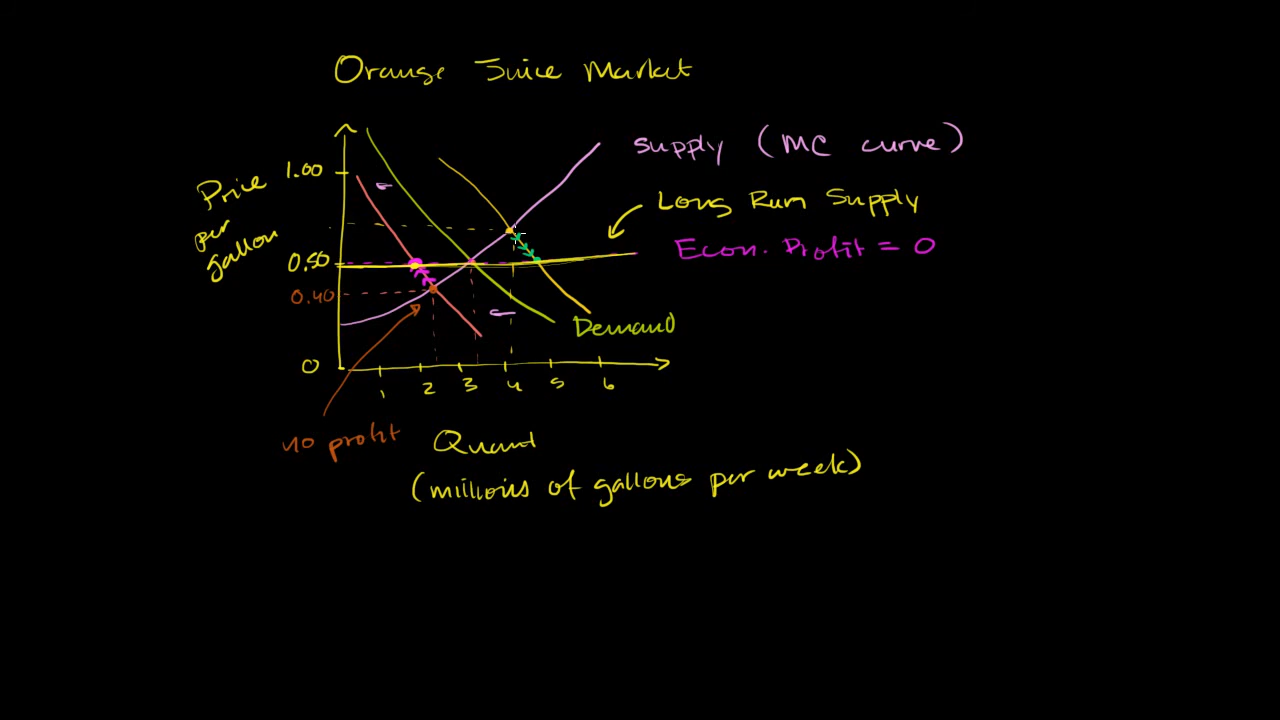 Orange Juice Market
Supply (MC curve)
1.00
Price
per
gallon
Long Run Supply
Econ. Profit = 0
0.50
0.40
Demand
0
1 2 3 4 5 6
no profit
Quant
(millions of gallons per week)